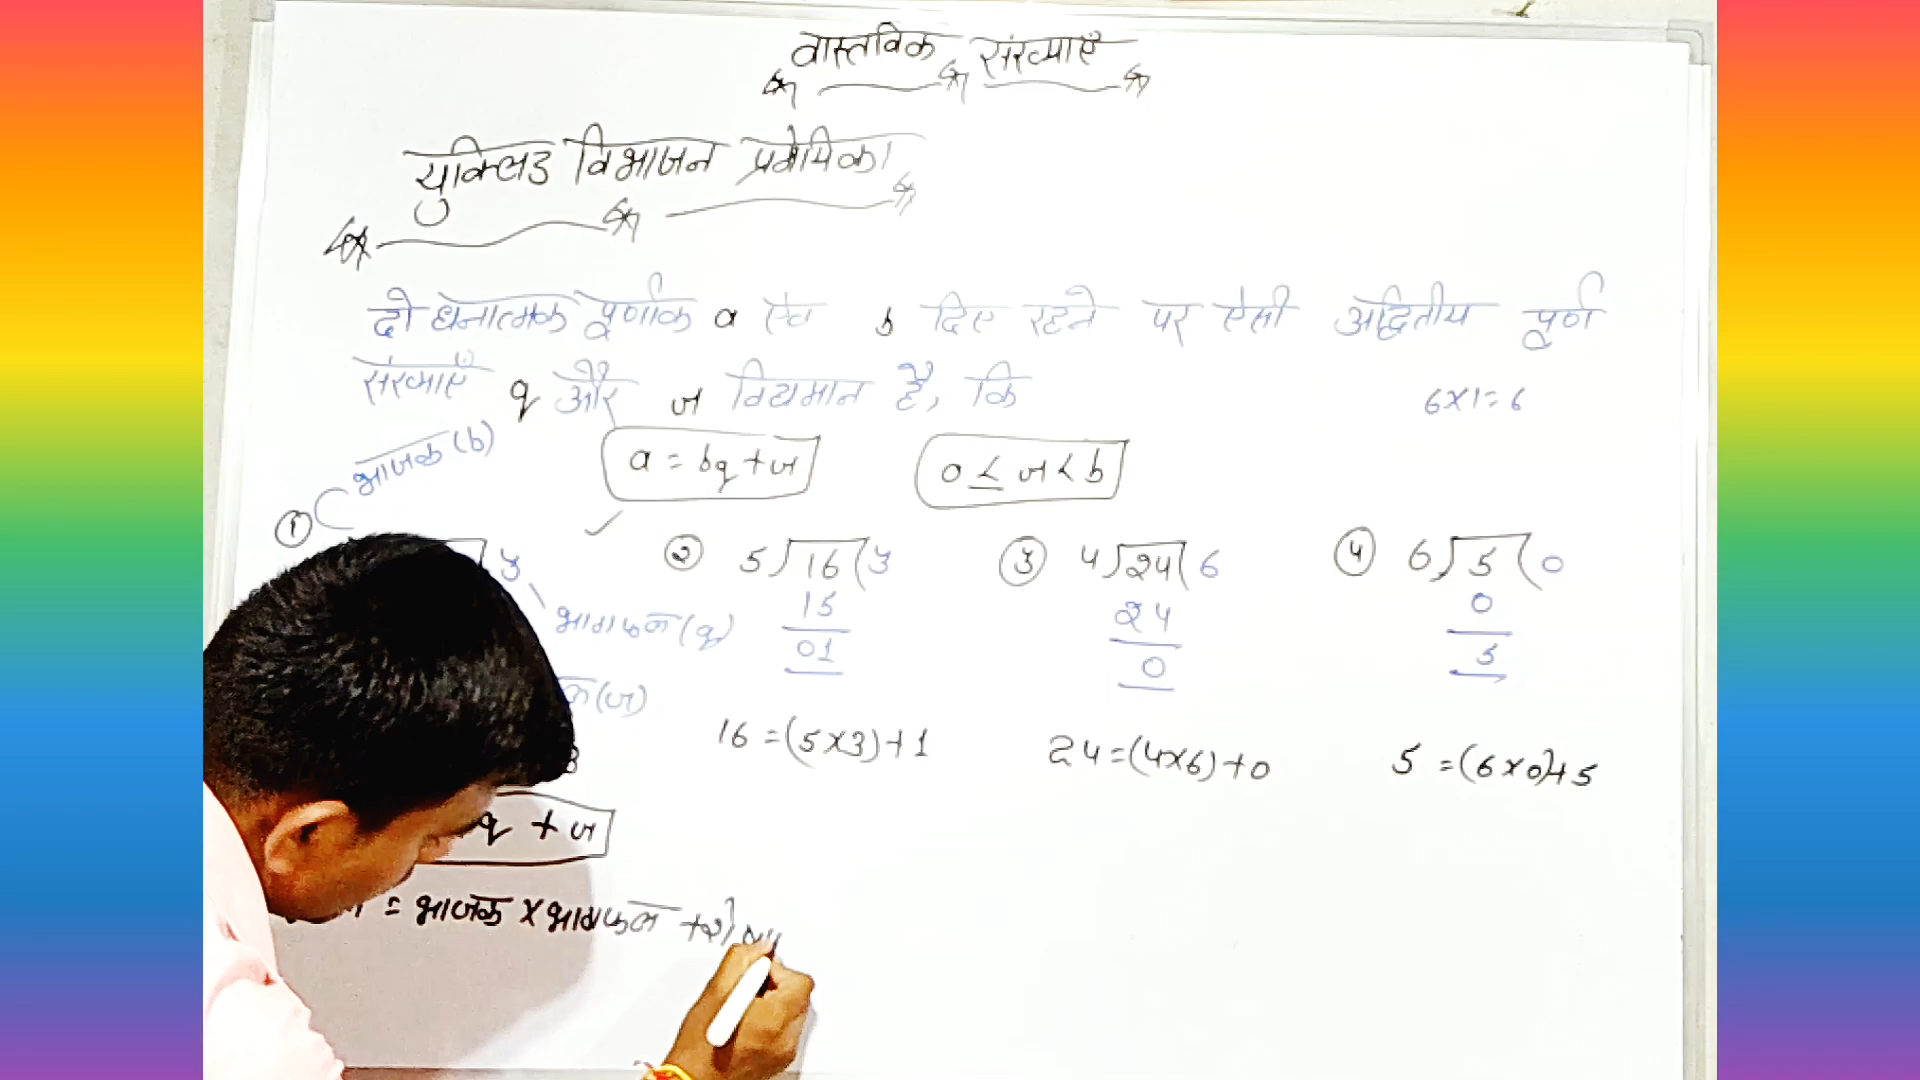 वास्तविक संख्याएँ
युक्लिड विभाजन प्रमेयिका
दो धनात्मक पूर्णांक a एवं b दिए रहने पर ऐसी अद्वितीय पूर्ण
संख्याएँ q और r विद्यमान है, कि
6×1=6
भाजक (b)
a = bq + r
0 ≤ r < b
①
3
भागफल (q)
(r)
q + r
= भाजक × भागफल +
② 5) 16 (3
15
01
16 = (5×3)+1
③ 4) 24 ( 6
24
0
24 = (4×6)+0
④ 6) 5 ( 0
0
5
5 = (6×0)+5